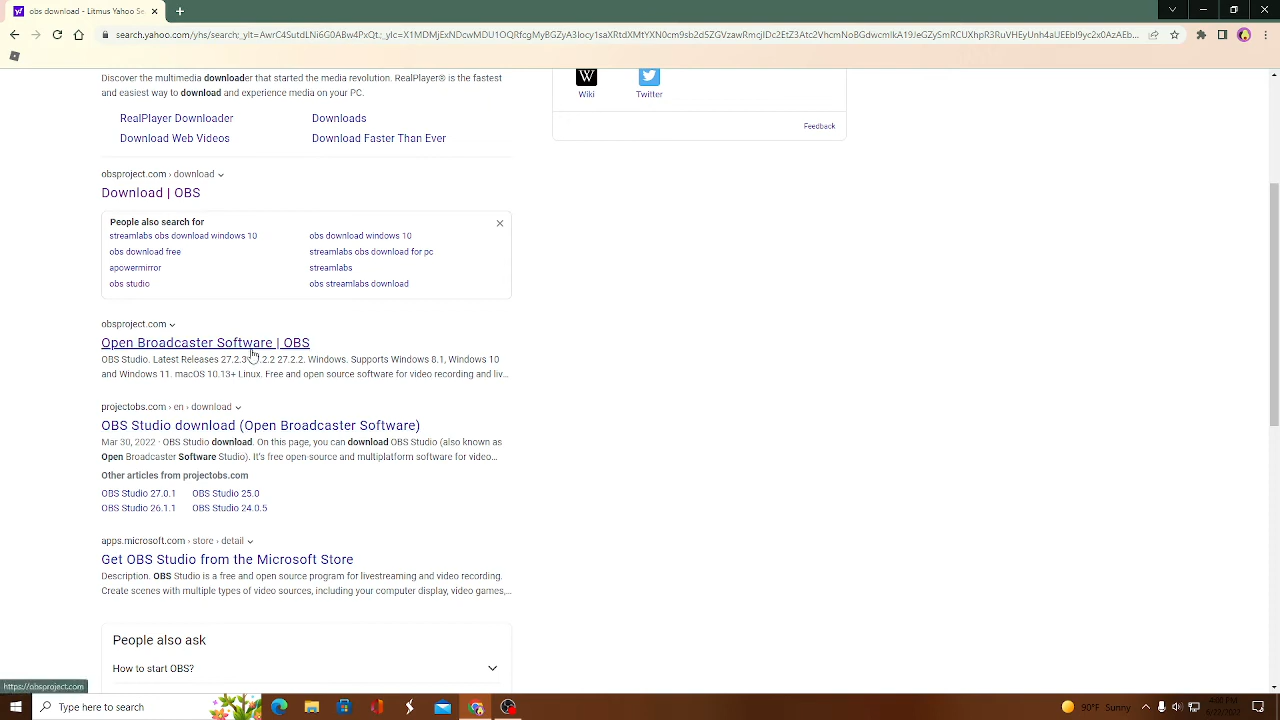 obs download - Litmus Yahoo Se
Discover the multimedia downloader that started the media revolution. RealPlayer® is the fastest
and easiest way to download and experience media on your PC.
RealPlayer Downloader
Downloads
Download Web Videos
Download Faster Than Ever
W
Wiki
Twitter
Feedback
obsproject.com › download
Download | OBS
People also search for
streamlabs obs download windows 10
obs download windows 10
obs download free
streamlabs obs download for pc
apowermirror
streamlabs
obs studio
obs streamlabs download
obsproject.com
Open Broadcaster Software | OBS
OBS Studio. Latest Releases 27.2.3 27.2.2. Windows. Supports Windows 8.1, Windows 10
and Windows 11. macOS 10.13+ Linux. Free and open source software for video recording and liv...
projectobs.com › en › download
OBS Studio download (Open Broadcaster Software)
Mar 30, 2022 · OBS Studio download. On this page, you can download OBS Studio (also known as
Open Broadcaster Software Studio). It's free open-source and multiplatform software for video...
Other articles from projectobs.com
OBS Studio 27.0.1
OBS Studio 25.0
OBS Studio 26.1.1
OBS Studio 24.0.5
apps.microsoft.com › store › detail
Get OBS Studio from the Microsoft Store
Description. OBS Studio is a free and open source program for livestreaming and video recording.
Create scenes with multiple types of video sources, including your computer display, video games,...
People also ask
How to start OBS?
https://obsproject.com
Type here to search
90°F Sunny
4:00 PM
6/22/2022